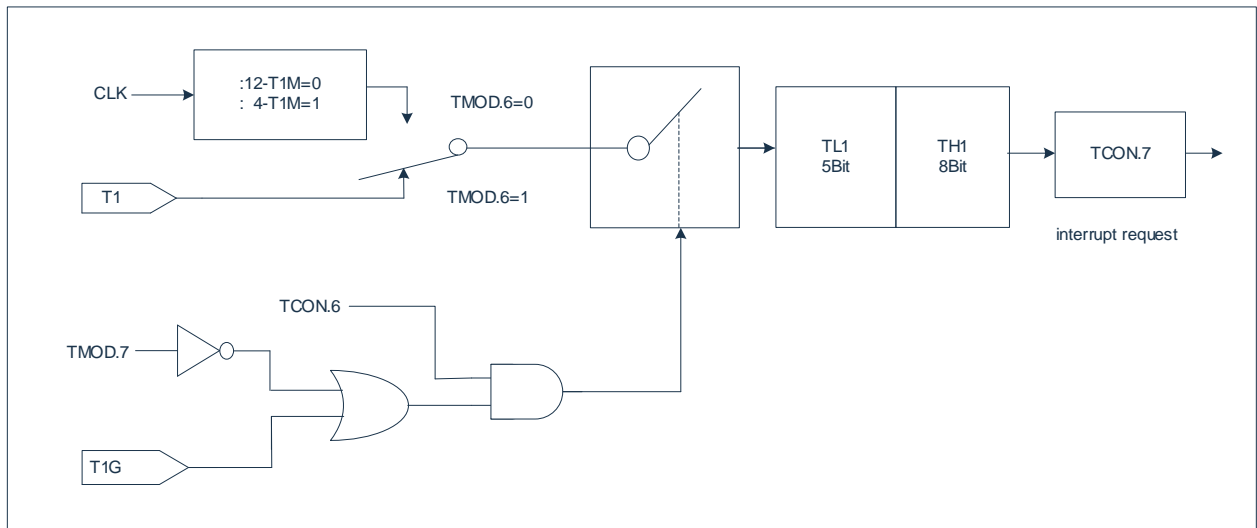 :12-T1M=0
: 4-T1M=1
CLK
TMOD.6=0
T1
TMOD.6=1
TL1
5Bit
TH1
8Bit
TCON.7
interrupt request
TCON.6
TMOD.7
T1G